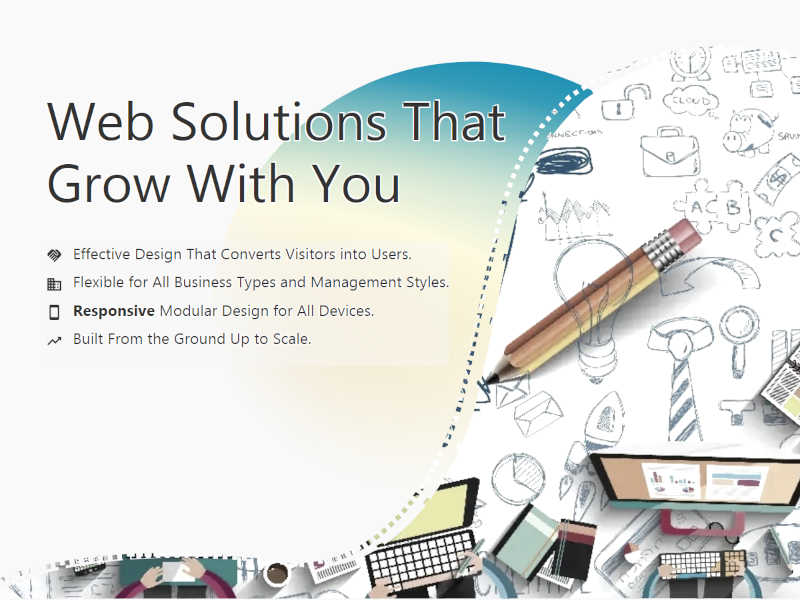 Web Solutions That
Grow With You
Effective Design That Converts Visitors into Users.
Flexible for All Business Types and Management Styles.
Responsive Modular Design for All Devices.
Built From the Ground Up to Scale.
CLOUD
A B
C